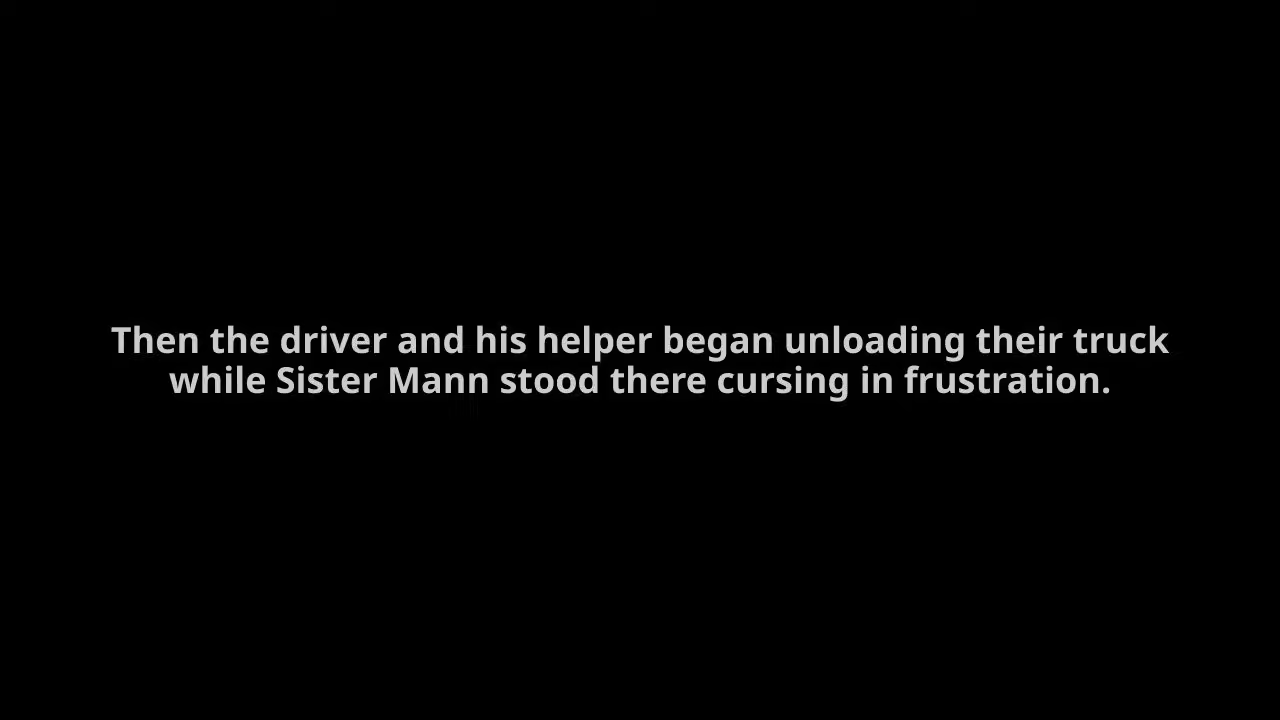 Then the driver and his helper began unloading their truck
while Sister Mann stood there cursing in frustration.